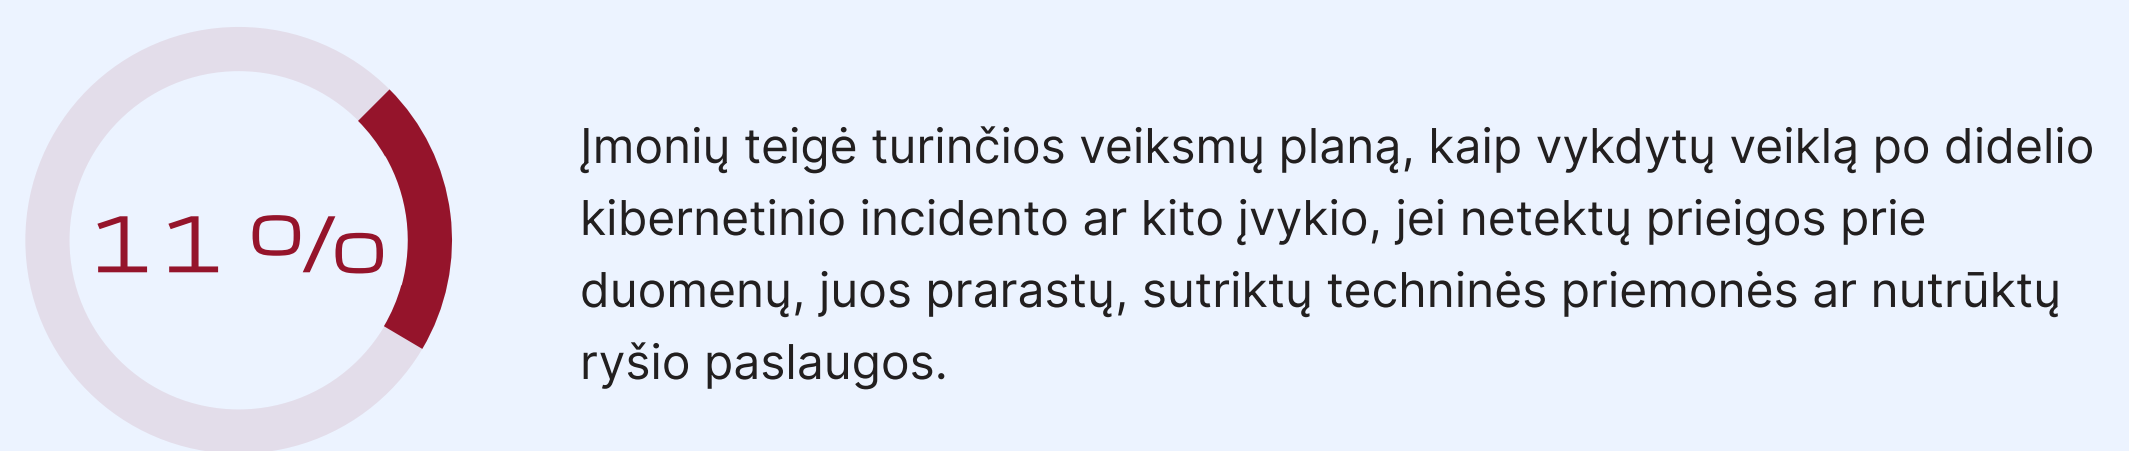 11 %
Įmonių teigė turinčios veiksmų planą, kaip vykdytų veiklą po didelio
kibernetinio incidento ar kito įvykio, jei netektų prieigos prie
duomenų, juos prarastų, sutriktų techninės priemonės ar nutrūktų
ryšio paslaugos.